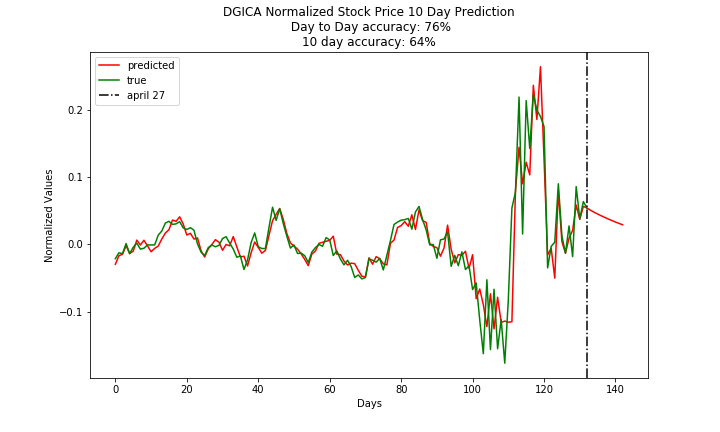 DGICA Normalized Stock Price 10 Day Prediction
Day to Day accuracy: 76%
10 day accuracy: 64%
predicted
true
april 27
Normalized Values
0.2
0.1
0.0
−0.1
0 20 40 60 80 100 120 140
Days